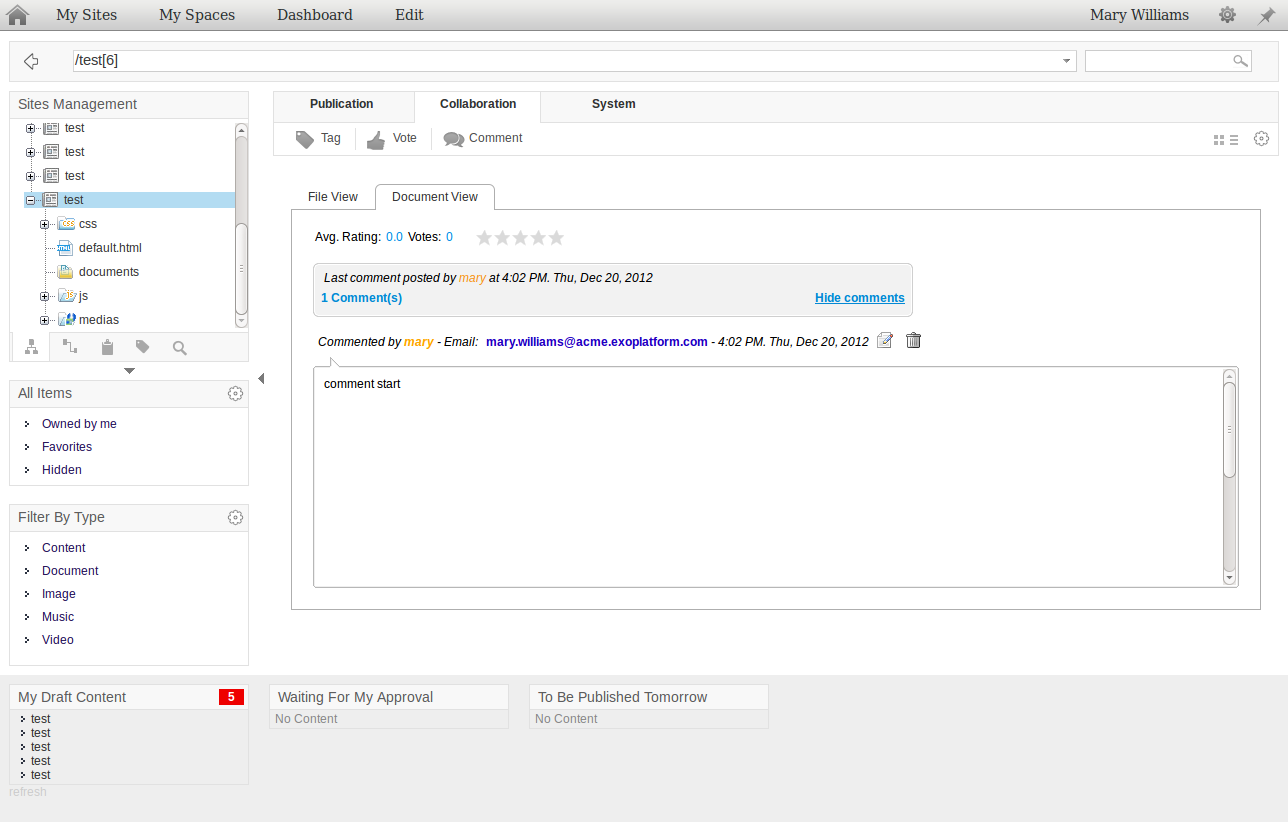 My Sites My Spaces Dashboard Edit Mary Williams
/test[6]
Sites Management
test
test
test
test
css
default.html
documents
js
medias
All Items
Owned by me
Favorites
Hidden
Filter By Type
Content
Document
Image
Music
Video
Publication Collaboration System
Tag Vote Comment
File View Document View
Avg. Rating: 0.0 Votes: 0
Last comment posted by mary at 4:02 PM. Thu, Dec 20, 2012
1 Comment(s) Hide comments
Commented by mary - Email: mary.williams@acme.exoplatform.com - 4:02 PM. Thu, Dec 20, 2012
comment start
My Draft Content 5
test
test
test
test
test
refresh
Waiting For My Approval
No Content
To Be Published Tomorrow
No Content